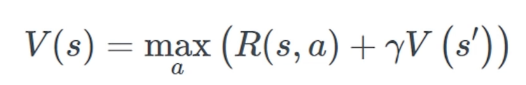 V(s) = max_a (R(s, a) + γV (s′))